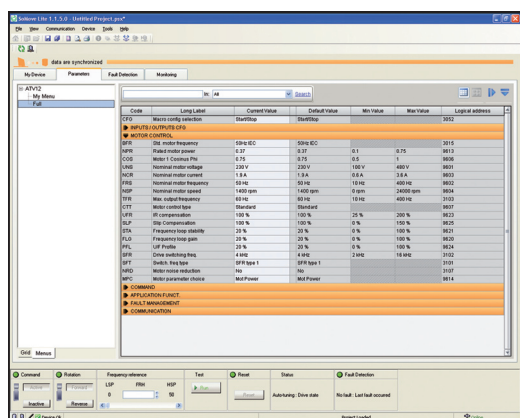 SoMove Lite 1.1.5.0 - Untitled Project.psx*
File View Communication Device Tools Help
data are synchronized
My Device Parameters Fault Detection Monitoring
ATV12
My Menu
Full
In: All Search
Code Long Label Current Value Default Value Min Value Max Value Logical address
CFG Macro config selection Start/Stop Start/Stop 3052
INPUTS / OUTPUTS CFG
MOTOR CONTROL
BFR Std. motor frequency 50Hz IEC 50Hz IEC 3015
NPR Rated motor power 0.37 0.37 0.1 0.75 9613
COS Motor 1 Cosinus Phi 0.75 0.75 0.5 1 9606
UNS Nominal motor voltage 230 V 230 V 100 V 480 V 9601
NCR Nominal motor current 1.9 A 1.9 A 0.6 A 3.6 A 9603
FRS Nominal motor frequency 50 Hz 50 Hz 10 Hz 400 Hz 9602
NSP Nominal motor speed 1400 rpm 1400 rpm 0 rpm 24000 rpm 9604
TFR Max. output frequency 60 Hz 60 Hz 10 Hz 400 Hz 3103
CTT Motor control type Standard Standard 9607
UFR IR compensation 100 % 100 % 25 % 200 % 9623
SLP Slip Compensation 100 % 100 % 0 % 150 % 9625
STA Frequency loop stability 20 % 20 % 0 % 100 % 9621
FLG Frequency loop gain 20 % 20 % 0 % 100 % 9620
PFL U/F Profile 20 % 20 % 0 % 100 % 9624
SFR Drive switching freq. 4 kHz 4 kHz 2 kHz 16 kHz 3102
SFT Switch. freq type SFR type 1 SFR type 1 3101
NRD Motor noise reduction No No 3107
MPC Motor parameter choice Mot Power Mot Power 9614
COMMAND
APPLICATION FUNCT.
FAULT MANAGEMENT
COMMUNICATION
Grid Menus
Command Rotation Frequency reference Test Reset Status Fault Detection
Active Forward LSP FRH HSP Run
0 50 Reset Auto-tuning : Drive state No fault : Last fault occurred
Inactive Reverse
Device Ok Project Loaded Online